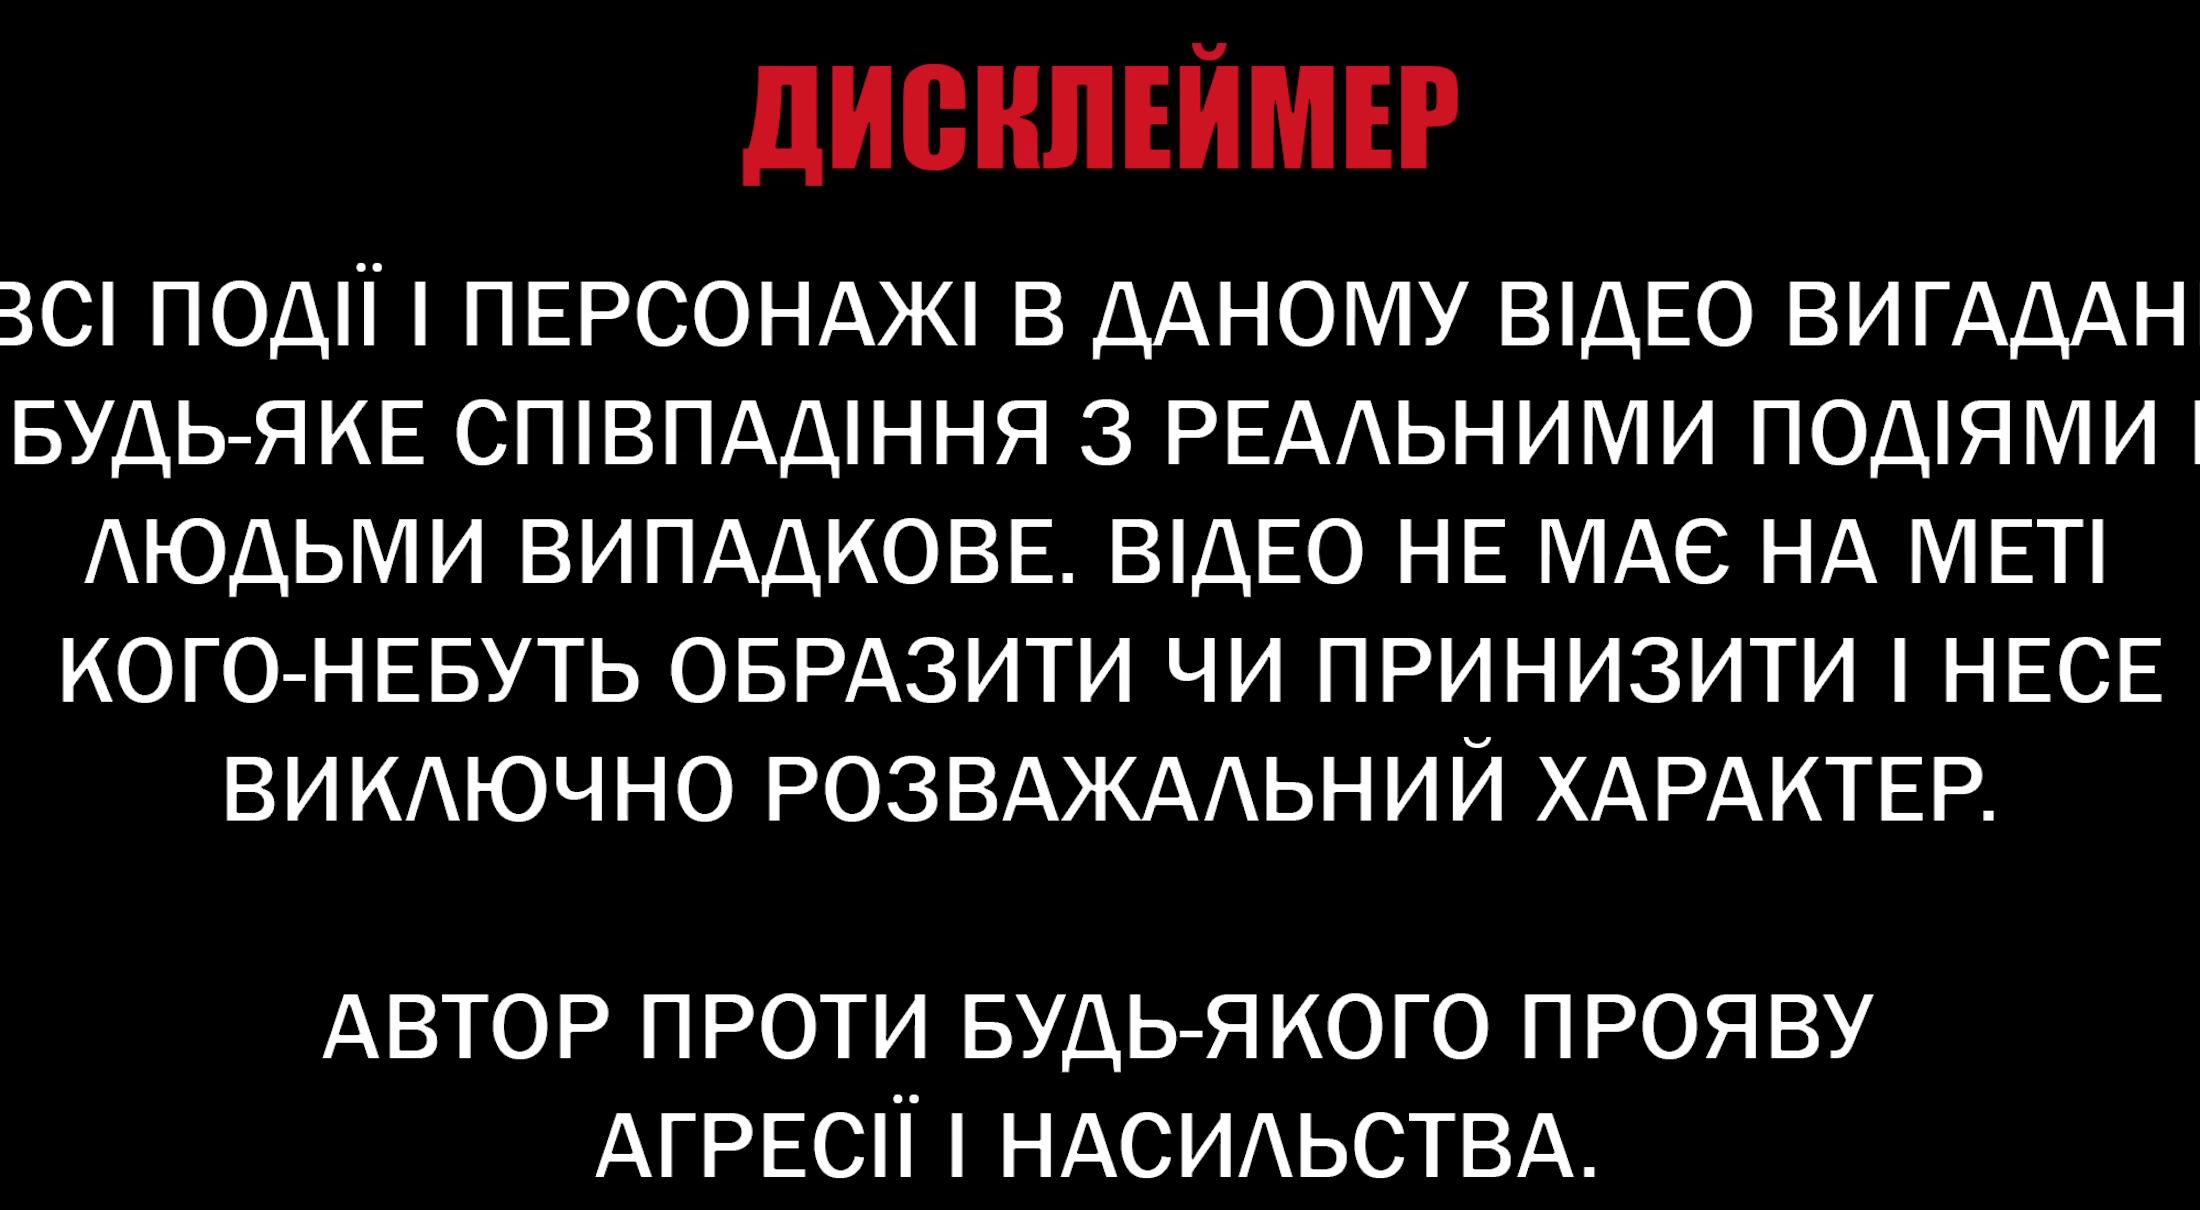 ДИСКЛЕЙМЕР
ВСІ ПОДІЇ І ПЕРСОНАЖІ В ДАНОМУ ВІДЕО ВИГАДАНІ
БУДЬ-ЯКЕ СПІВПАДІННЯ З РЕАЛЬНИМИ ПОДІЯМИ І
ЛЮДЬМИ ВИПАДКОВЕ. ВІДЕО НЕ МАЄ НА МЕТІ
КОГО-НЕБУТЬ ОБРАЗИТИ ЧИ ПРИНИЗИТИ І НЕСЕ
ВИКЛЮЧНО РОЗВАЖАЛЬНИЙ ХАРАКТЕР.
АВТОР ПРОТИ БУДЬ-ЯКОГО ПРОЯВУ
АГРЕСІЇ І НАСИЛЬСТВА.